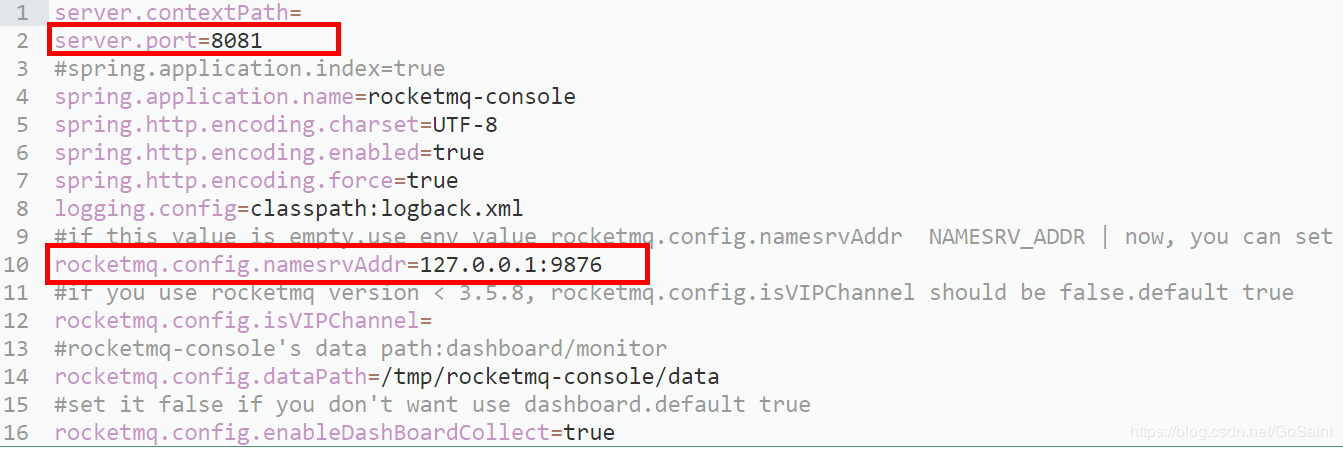 1 server.contextPath=
2 server.port=8081
3 #spring.application.index=true
4 spring.application.name=rocketmq-console
5 spring.http.encoding.charset=UTF-8
6 spring.http.encoding.enabled=true
7 spring.http.encoding.force=true
8 logging.config=classpath:logback.xml
9 #if this value is empty,use env value rocketmq.config.namesrvAddr  NAMESRV_ADDR | now, you can set
10 rocketmq.config.namesrvAddr=127.0.0.1:9876
11 #if you use rocketmq version < 3.5.8, rocketmq.config.isVIPChannel should be false.default true
12 rocketmq.config.isVIPChannel=
13 #rocketmq-console's data path:dashboard/monitor
14 rocketmq.config.dataPath=/tmp/rocketmq-console/data
15 #set it false if you don't want use dashboard.default true
16 rocketmq.config.enableDashBoardCollect=true
https://blog.csdn.net/GoSaint